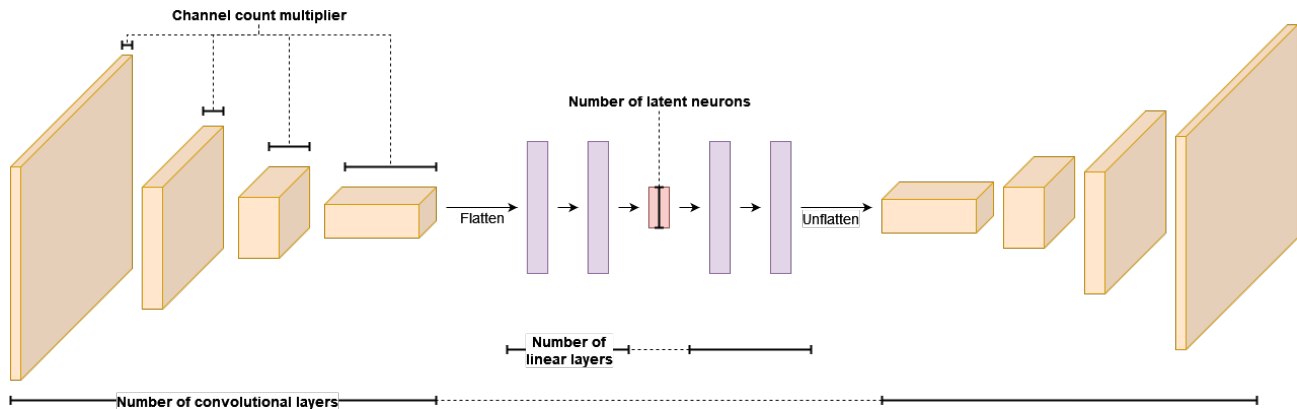 Channel count multiplier
Number of latent neurons
Flatten
Unflatten
Number of
linear layers
Number of convolutional layers